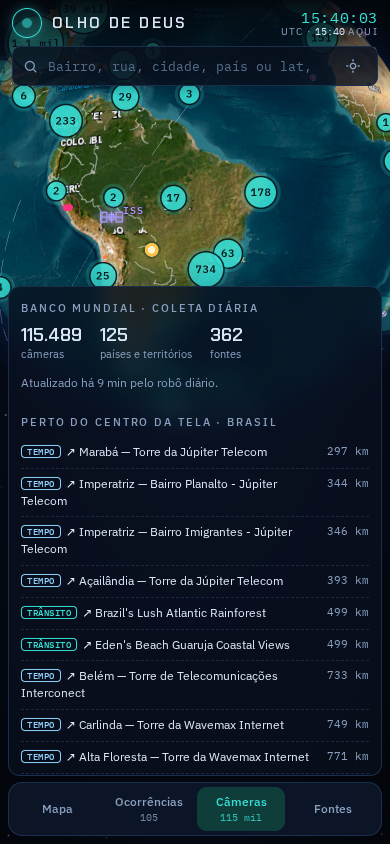 OLHO DE DEUS
15:40:03
UTC · 15:40 AQUI
Bairro, rua, cidade, país ou lat,
6
29
3
233
2
2
ISS
17
178
63
734
25
BANCO MUNDIAL · COLETA DIÁRIA
115.489 125 362
câmeras países e territórios fontes
Atualizado há 9 min pelo robô diário.
PERTO DO CENTRO DA TELA · BRASIL
TEMPO ↗ Marabá — Torre da Júpiter Telecom 297 km
TEMPO ↗ Imperatriz — Bairro Planalto - Júpiter 344 km
Telecom
TEMPO ↗ Imperatriz — Bairro Imigrantes - Júpiter 346 km
Telecom
TEMPO ↗ Açailândia — Torre da Júpiter Telecom 393 km
TRÂNSITO ↗ Brazil's Lush Atlantic Rainforest 499 km
TRÂNSITO ↗ Eden's Beach Guaruja Coastal Views 499 km
TEMPO ↗ Belém — Torre de Telecomunicações 733 km
Interconect
TEMPO ↗ Carlinda — Torre da Wavemax Internet 749 km
TEMPO ↗ Alta Floresta — Torre da Wavemax Internet 771 km
Mapa Ocorrências Câmeras Fontes
105 115 mil